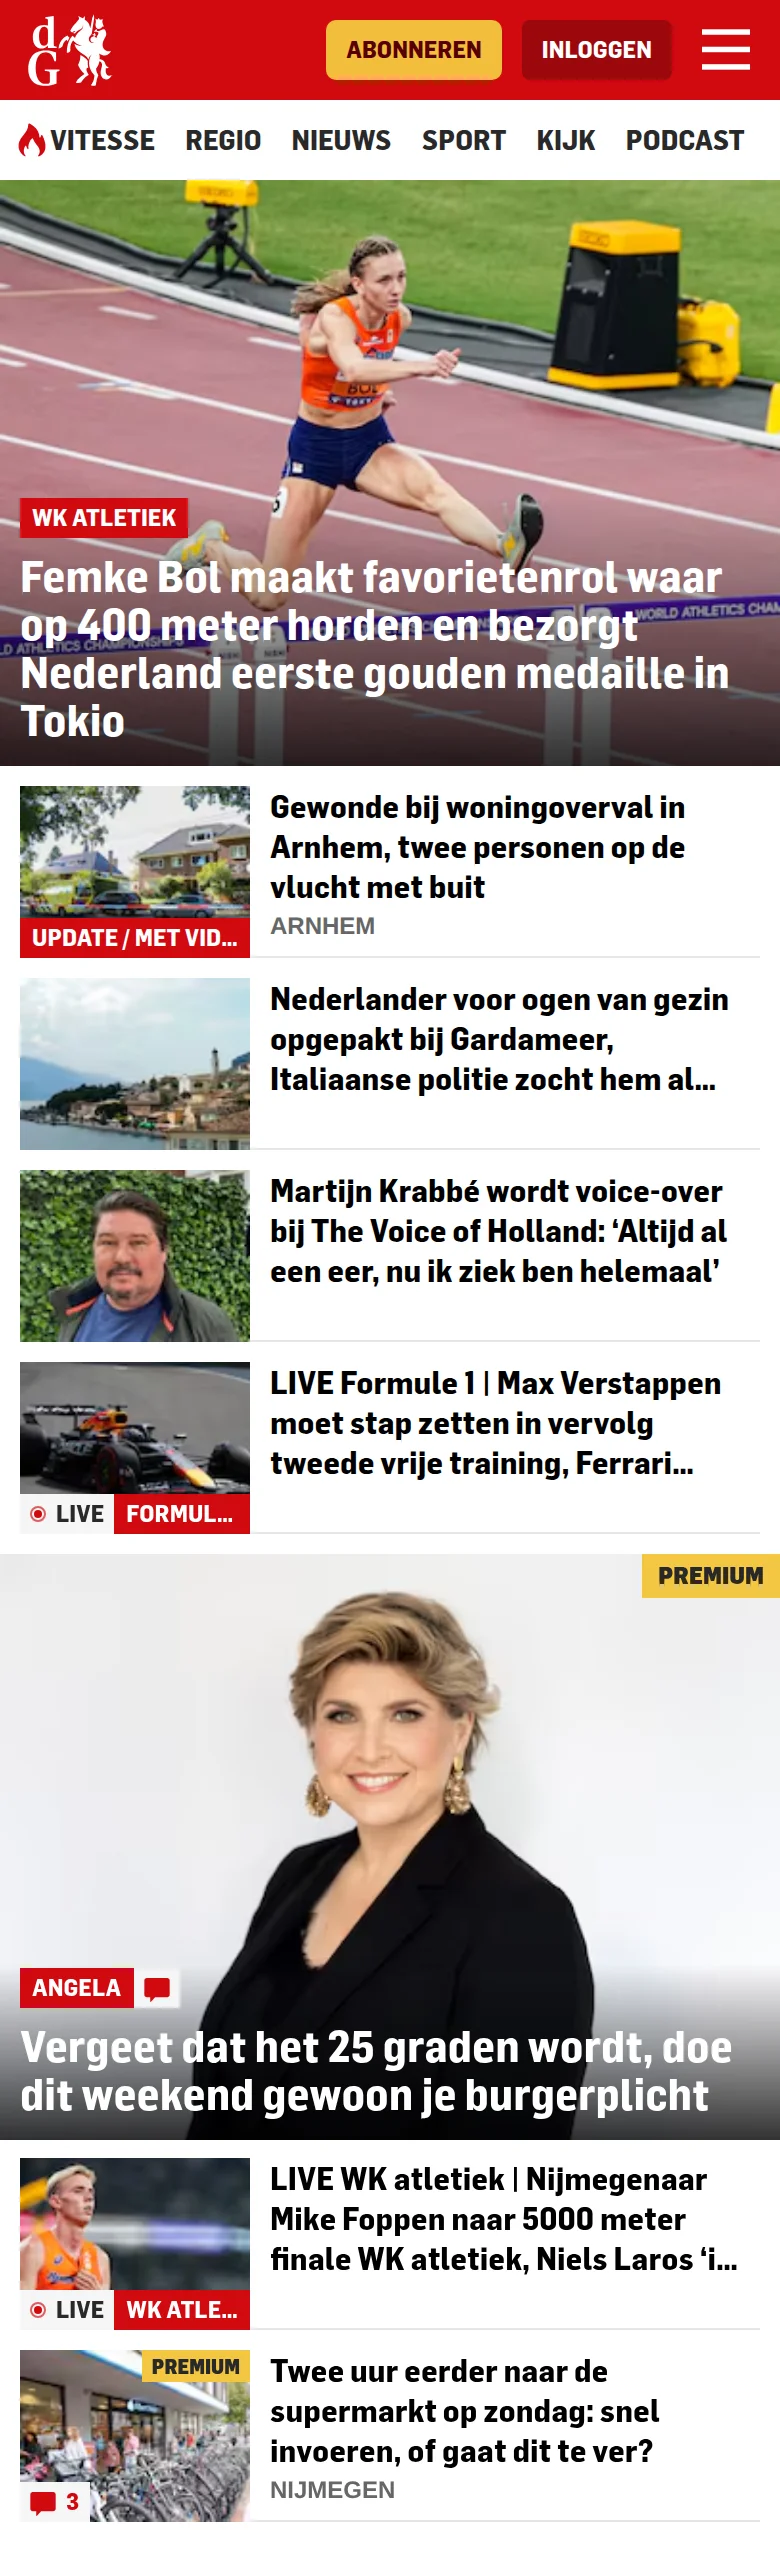 dG
ABONNEREN
INLOGGEN
VITESSE REGIO NIEUWS SPORT KIJK PODCAST
BOL
WK ATLETIEK
Femke Bol maakt favorietenrol waar
op 400 meter horden en bezorgt
Nederland eerste gouden medaille in
Tokio
WORLD ATHLETICS CHAM
LD ATHLETICS CHAMPIONSHIPS
Gewonde bij woningoverval in
Arnhem, twee personen op de
vlucht met buit
ARNHEM
UPDATE / MET VID...
Nederlander voor ogen van gezin
opgepakt bij Gardameer,
Italiaanse politie zocht hem al...
Martijn Krabbé wordt voice-over
bij The Voice of Holland: ‘Altijd al
een eer, nu ik ziek ben helemaal’
LIVE Formule 1 | Max Verstappen
moet stap zetten in vervolg
tweede vrije training, Ferrari...
LIVE FORMUL...
PREMIUM
ANGELA
Vergeet dat het 25 graden wordt, doe
dit weekend gewoon je burgerplicht
LIVE WK atletiek | Nijmegenaar
Mike Foppen naar 5000 meter
finale WK atletiek, Niels Laros ‘i...
LIVE WK ATLE...
PREMIUM
Twee uur eerder naar de
supermarkt op zondag: snel
invoeren, of gaat dit te ver?
NIJMEGEN
3